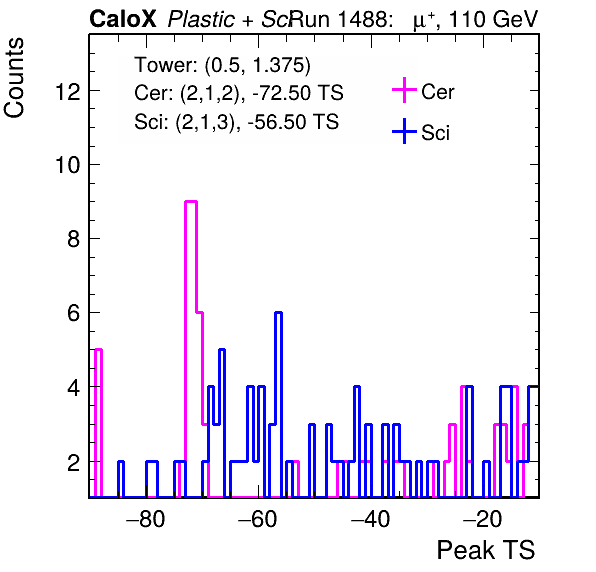 CaloX Plastic + Sci Run 1488: μ⁺, 110 GeV
Tower: (0.5, 1.375)
Cer: (2,1,2), -72.50 TS
Sci: (2,1,3), -56.50 TS
Cer
Sci
Counts
12
10
8
6
4
2
−80 −60 −40 −20
Peak TS